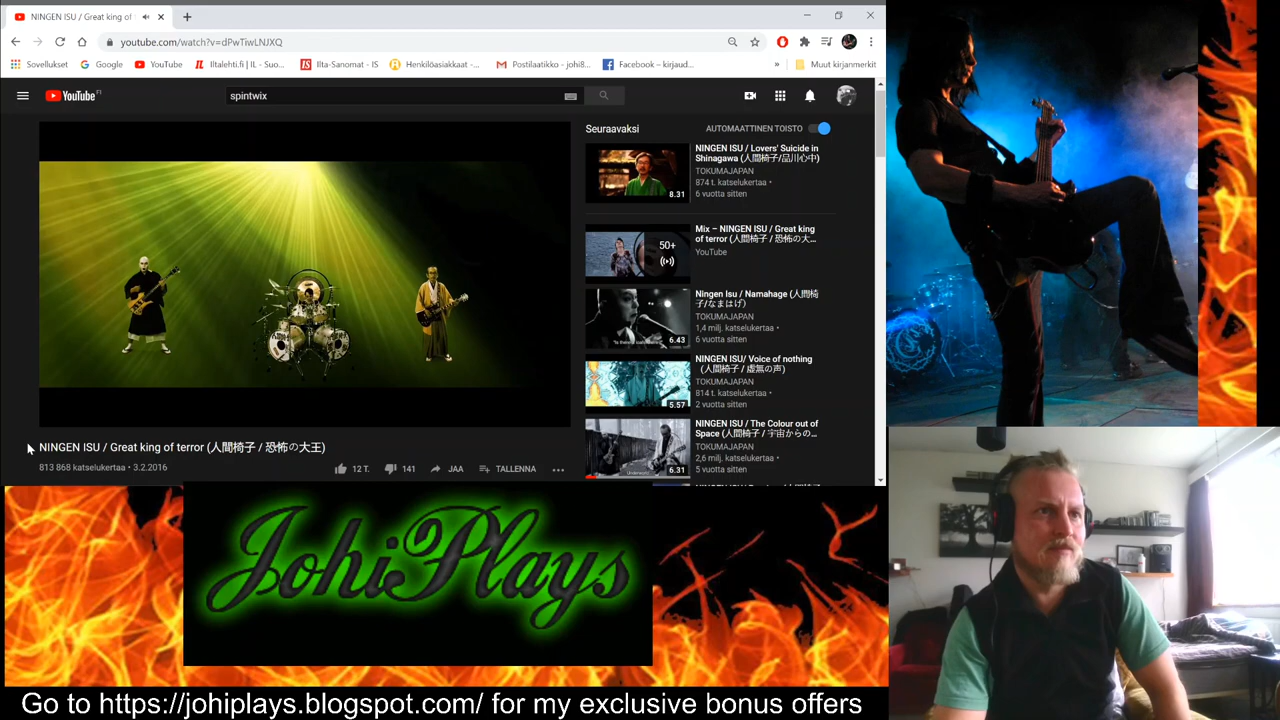 NINGEN ISU / Great king of t
youtube.com/watch?v=dPwTiwLNJXQ
Sovellukset
Google
YouTube
Iltalehti.fi | IL - Suo...
Ilta-Sanomat - IS
Henkilöasiakkaat -...
Postilaatikko - johi8...
Facebook – kirjaud...
»
Muut kirjanmerkit
YouTube FI
spintwix
Seuraavaksi
AUTOMAATTINEN TOISTO
NINGEN ISU / Lovers' Suicide in
Shinagawa (人間椅子/品川心中)
TOKUMAJAPAN
874 t. katselukertaa •
6 vuotta sitten
8.31
Mix – NINGEN ISU / Great king
of terror (人間椅子 / 恐怖の大...
YouTube
50+
Ningen Isu / Namahage (人間椅
子/なまはげ)
TOKUMAJAPAN
1,4 milj. katselukertaa •
6 vuotta sitten
6.43
NINGEN ISU/ Voice of nothing
(人間椅子 / 虚無の声)
TOKUMAJAPAN
814 t. katselukertaa •
2 vuotta sitten
5.57
NINGEN ISU / The Colour out of
Space (人間椅子 / 宇宙からの...
TOKUMAJAPAN
2,6 milj. katselukertaa •
5 vuotta sitten
6.31
NINGEN ISU / Great king of terror (人間椅子 / 恐怖の大王)
813 868 katselukertaa • 3.2.2016
12 T.
141
JAA
TALLENNA
JohiPlays
Go to https://johiplays.blogspot.com/ for my exclusive bonus offers